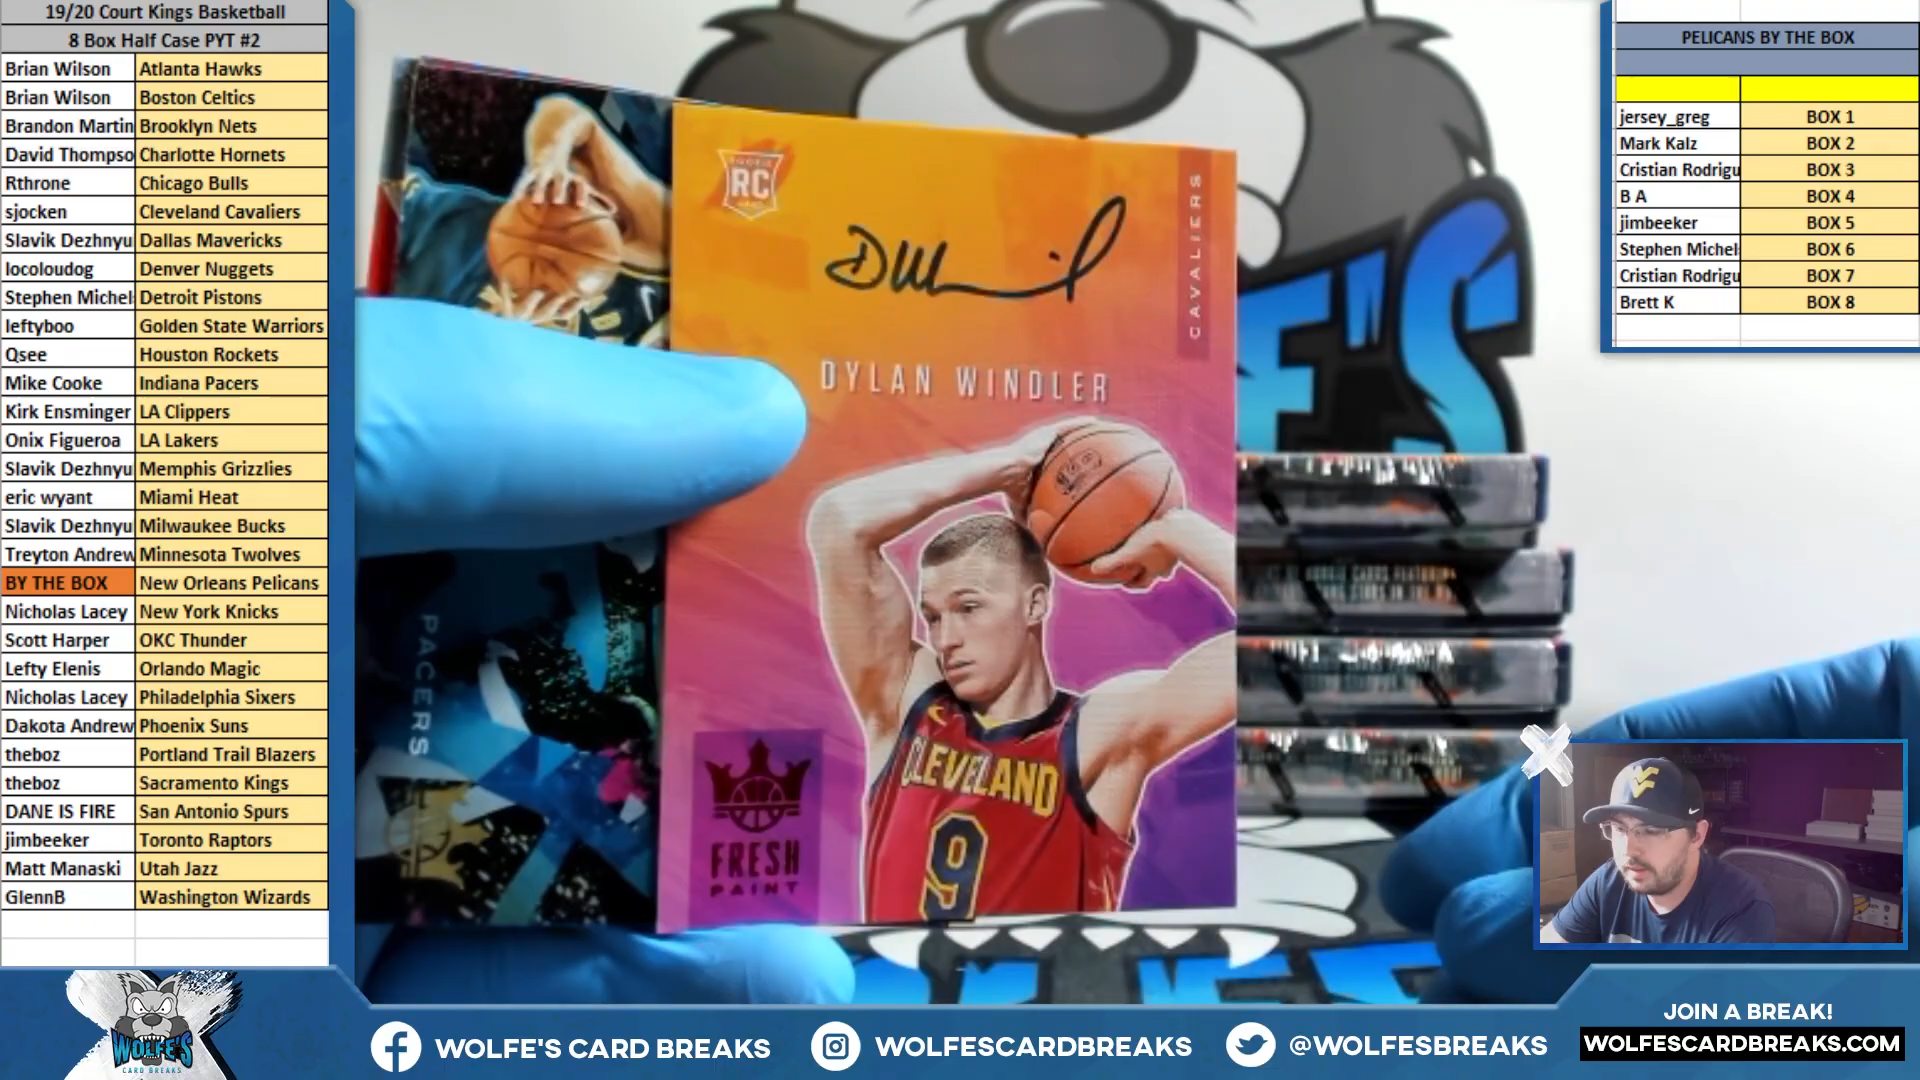 19/20 Court Kings Basketball
8 Box Half Case PYT #2
Brian Wilson Atlanta Hawks
Brian Wilson Boston Celtics
Brandon Martin Brooklyn Nets
David Thompso Charlotte Hornets
Rthrone Chicago Bulls
sjocken Cleveland Cavaliers
Slavik Dezhnyu Dallas Mavericks
locoloudog Denver Nuggets
Stephen Michel Detroit Pistons
leftyboo Golden State Warriors
Qsee Houston Rockets
Mike Cooke Indiana Pacers
Kirk Ensminger LA Clippers
Onix Figueroa LA Lakers
Slavik Dezhnyu Memphis Grizzlies
eric wyant Miami Heat
Slavik Dezhnyu Milwaukee Bucks
Treyton Andrew Minnesota Twolves
BY THE BOX New Orleans Pelicans
Nicholas Lacey New York Knicks
Scott Harper OKC Thunder
Lefty Elenis Orlando Magic
Nicholas Lacey Philadelphia Sixers
Dakota Andrew Phoenix Suns
theboz Portland Trail Blazers
theboz Sacramento Kings
DANE IS FIRE San Antonio Spurs
jimbeeker Toronto Raptors
Matt Manaski Utah Jazz
GlennB Washington Wizards
PELICANS BY THE BOX
jersey_greg BOX 1
Mark Kalz BOX 2
Cristian Rodrigu BOX 3
B A BOX 4
jimbeeker BOX 5
Stephen Michel BOX 6
Cristian Rodrigu BOX 7
Brett K BOX 8
RC
CAVALIERS
DYLAN WINDLER
CLEVELAND
9
FRESH
PAINT
PACERS
WOLFE'S
CARD BREAKS
WOLFE'S CARD BREAKS
WOLFESCARDBREAKS
@WOLFESBREAKS
JOIN A BREAK!
WOLFESCARDBREAKS.COM